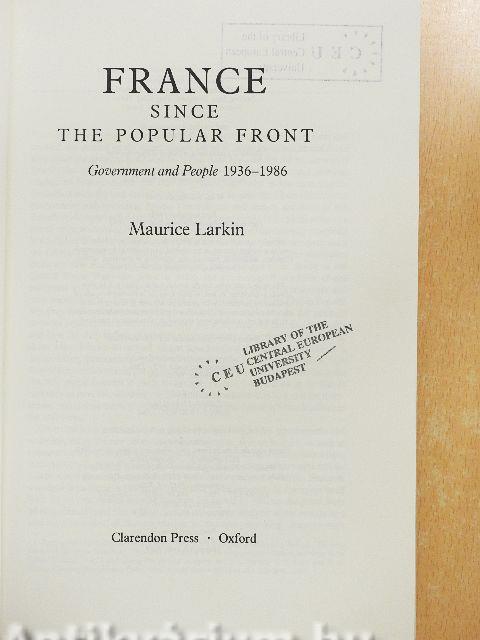 FRANCE
SINCE
THE POPULAR FRONT
Government and People 1936–1986
Maurice Larkin
CEU
LIBRARY OF THE
CENTRAL EUROPEAN
UNIVERSITY
BUDAPEST
Clarendon Press · Oxford